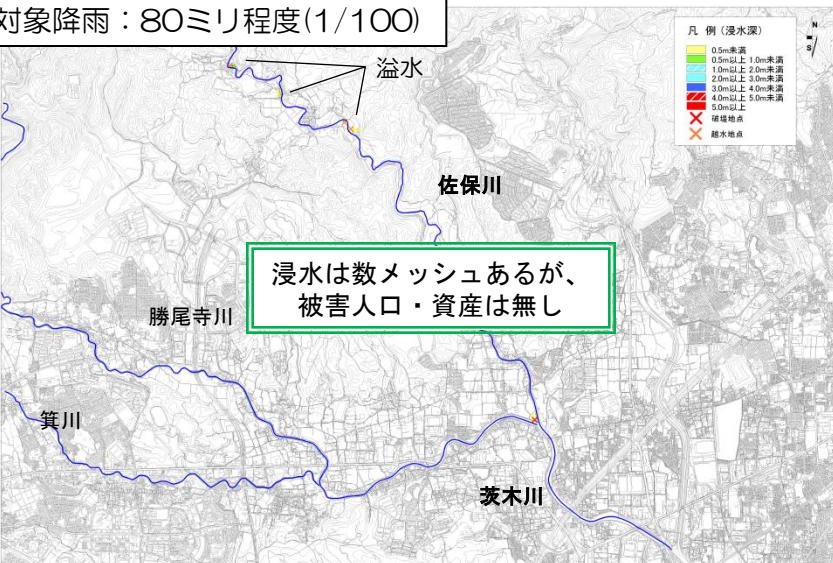 対象降雨：80ミリ程度(1/100)
溢水
凡 例 (浸水深)
0.5m未満
0.5m以上 1.0m未満
1.0m以上 2.0m未満
2.0m以上 3.0m未満
3.0m以上 4.0m未満
4.0m以上 5.0m未満
5.0m以上
破堤地点
越水地点
N
S
佐保川
浸水は数メッシュあるが、
被害人口・資産は無し
勝尾寺川
箕川
茨木川